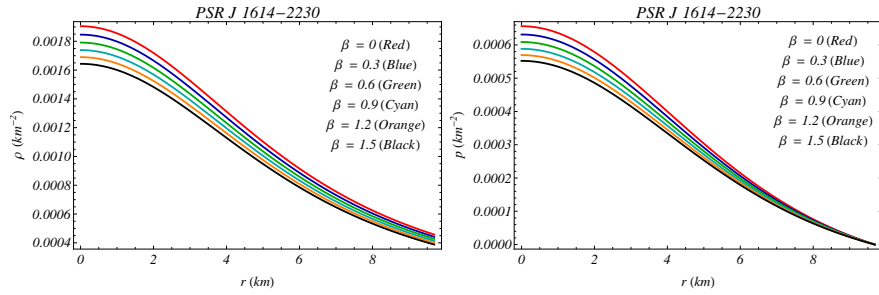 PSR J 1614−2230
ρ (km⁻²)
0.0018
0.0016
0.0014
0.0012
0.0010
0.0008
0.0006
0.0004
β = 0 (Red)
β = 0.3 (Blue)
β = 0.6 (Green)
β = 0.9 (Cyan)
β = 1.2 (Orange)
β = 1.5 (Black)
0 2 4 6 8
r (km)
PSR J 1614−2230
p (km⁻²)
0.0006
0.0005
0.0004
0.0003
0.0002
0.0001
0.0000
β = 0 (Red)
β = 0.3 (Blue)
β = 0.6 (Green)
β = 0.9 (Cyan)
β = 1.2 (Orange)
β = 1.5 (Black)
0 2 4 6 8
r (km)